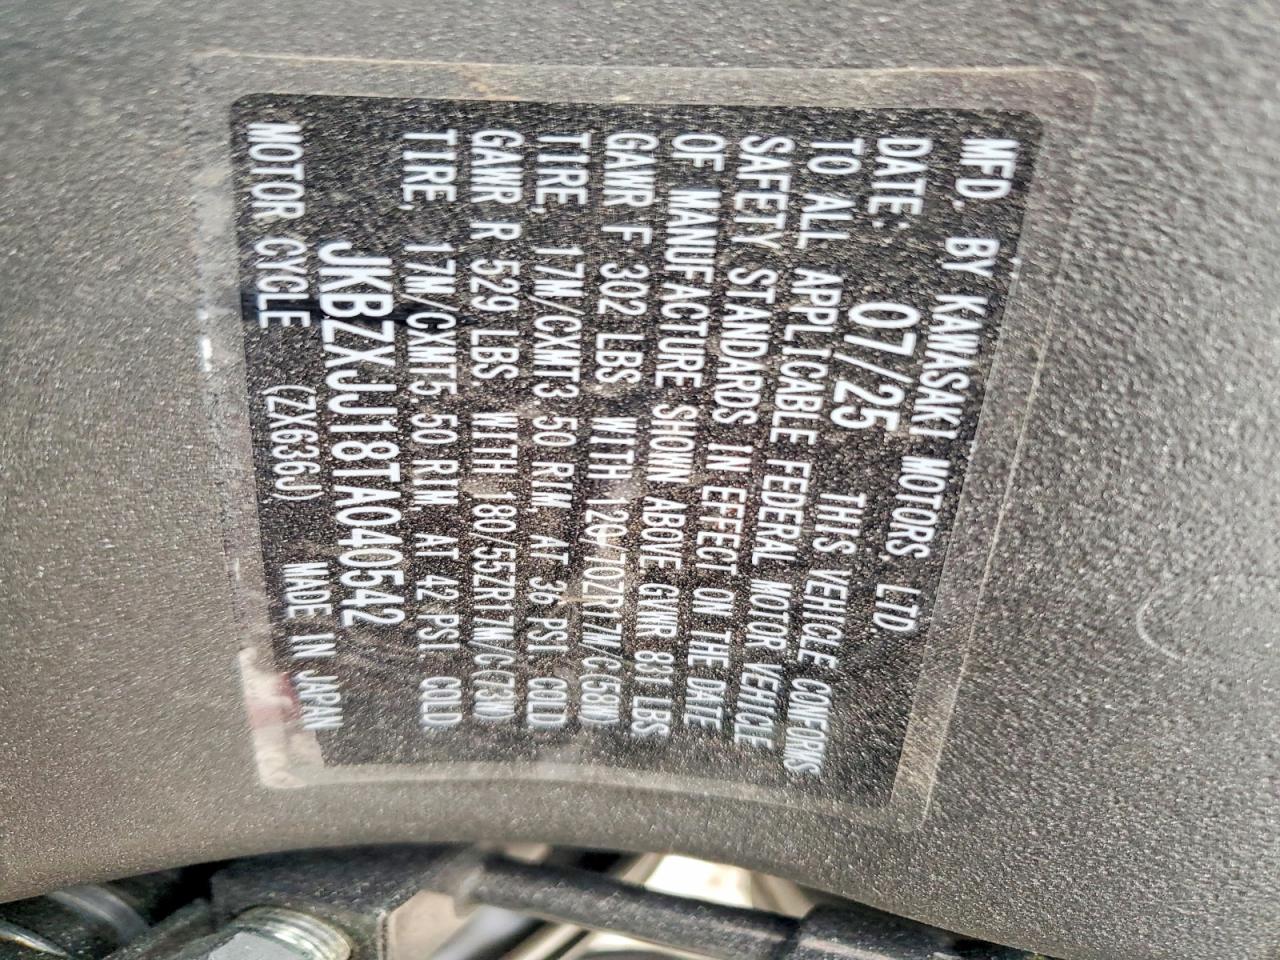 MFD. BY KAWASAKI MOTORS, LTD.
DATE: 07/25 THIS VEHICLE CONFORMS
TO ALL APPLICABLE FEDERAL MOTOR VEHICLE
SAFETY STANDARDS IN EFFECT ON THE DATE
OF MANUFACTURE SHOWN ABOVE GVWR 831 LBS
GAWR F 302 LBS WITH 120/70ZR17M/C(58W)
TIRE, 17M/CXMT3.50 RIM, AT 36 PSI COLD
GAWR R 529 LBS WITH 180/55ZR17M/C(73W)
TIRE, 17M/CXMT5.50 RIM, AT 42 PSI COLD
JKBZXJJ18TA040542
MOTOR CYCLE (ZX636J) MADE IN JAPAN